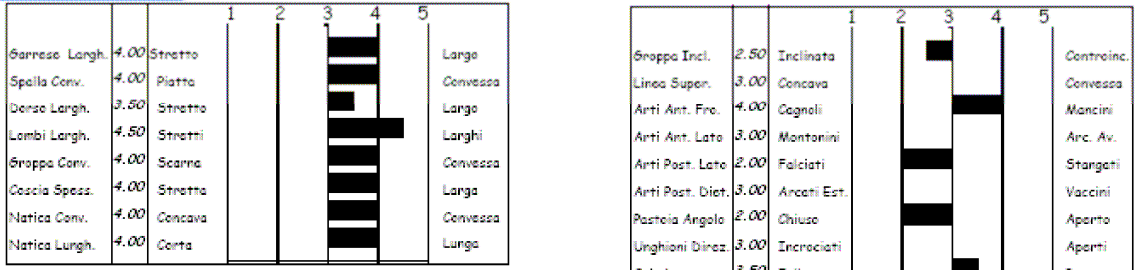 1 2 3 4 5
Garrese Largh. 4.00 Stretto Largo
Spalla Conv. 4.00 Piatta Convessa
Dorso Largh. 3.50 Stretto Largo
Lombi Largh. 4.50 Stretti Larghi
Groppa Conv. 4.00 Scarna Convessa
Coscia Spess. 4.00 Stretta Larga
Natica Conv. 4.00 Concava Convessa
Natica Lungh. 4.00 Corta Lunga
1 2 3 4 5
Groppa Incl. 2.50 Inclinata Controinc.
Linea Super. 3.00 Concava Convessa
Arti Ant. Fro. 4.00 Cagnoli Mancini
Arti Ant. Lato 3.00 Montonini Arc. Av.
Arti Post. Lato 2.00 Falciati Stangati
Arti Post. Diet. 3.00 Arcati Est. Vaccini
Pastoia Angolo 2.00 Chiuso Aperto
Unghioni Direz. 3.00 Incrociati Aperti
3.50